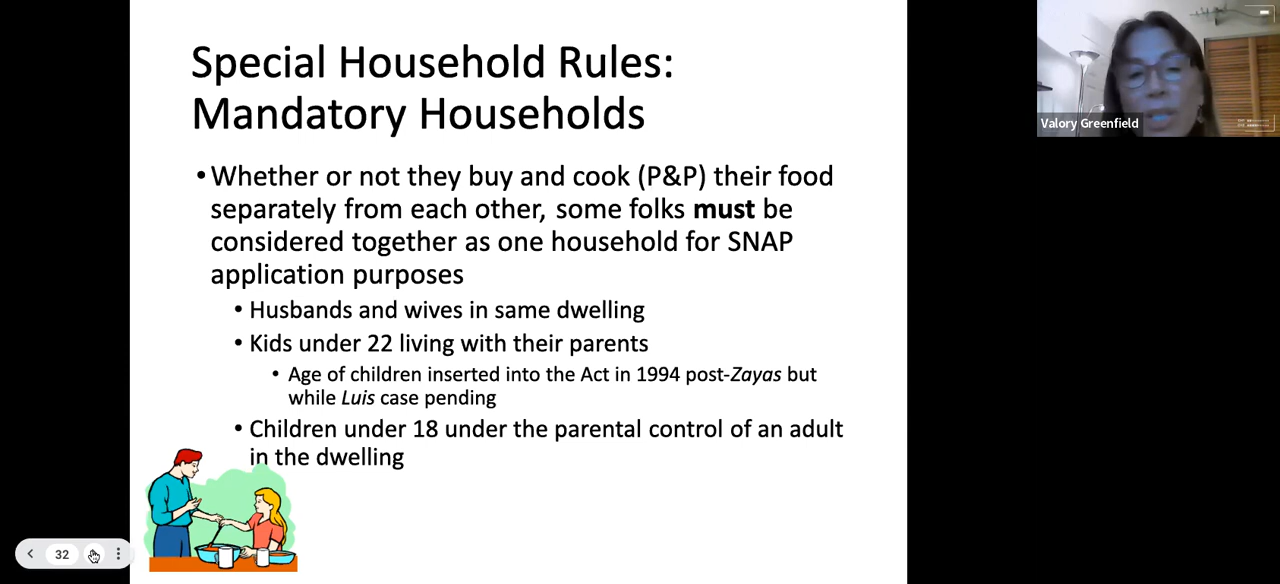 Special Household Rules:
Mandatory Households
• Whether or not they buy and cook (P&P) their food
separately from each other, some folks must be
considered together as one household for SNAP
application purposes
• Husbands and wives in same dwelling
• Kids under 22 living with their parents
• Age of children inserted into the Act in 1994 post-Zayas but
while Luis case pending
• Children under 18 under the parental control of an adult
in the dwelling
32
Valory Greenfield